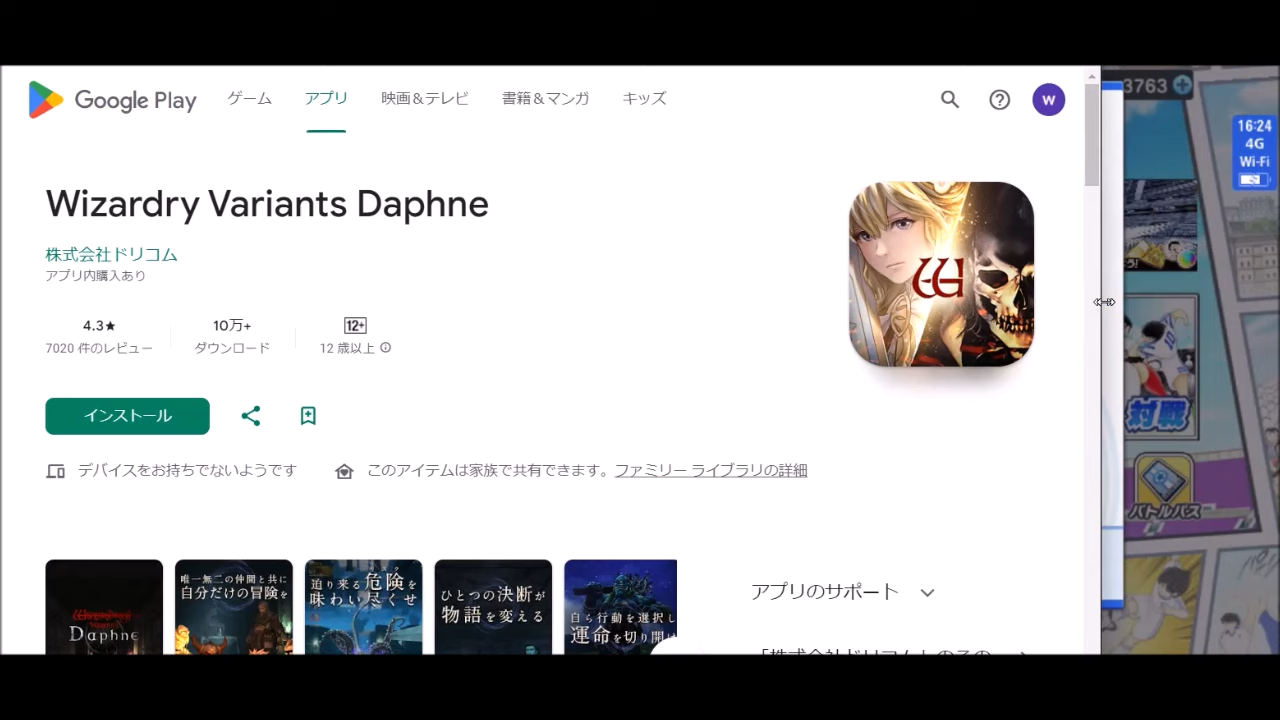 Google Play
ゲーム
アプリ
映画＆テレビ
書籍＆マンガ
キッズ
W
3763
16:24
4G
Wi-Fi
Wizardry Variants Daphne
株式会社ドリコム
アプリ内購入あり
4.3★
7020 件のレビュー
10万+
ダウンロード
12+
12 歳以上
インストール
デバイスをお持ちでないようです
このアイテムは家族で共有できます。ファミリー ライブラリの詳細
対戦
バトルパス
Daphne
唯一無二の仲間と共に
自分だけの冒険を
迫り来る危険を
味わい尽くせ
ひとつの決断が
物語を変える
自ら行動を選択し
運命を切り開け
アプリのサポート